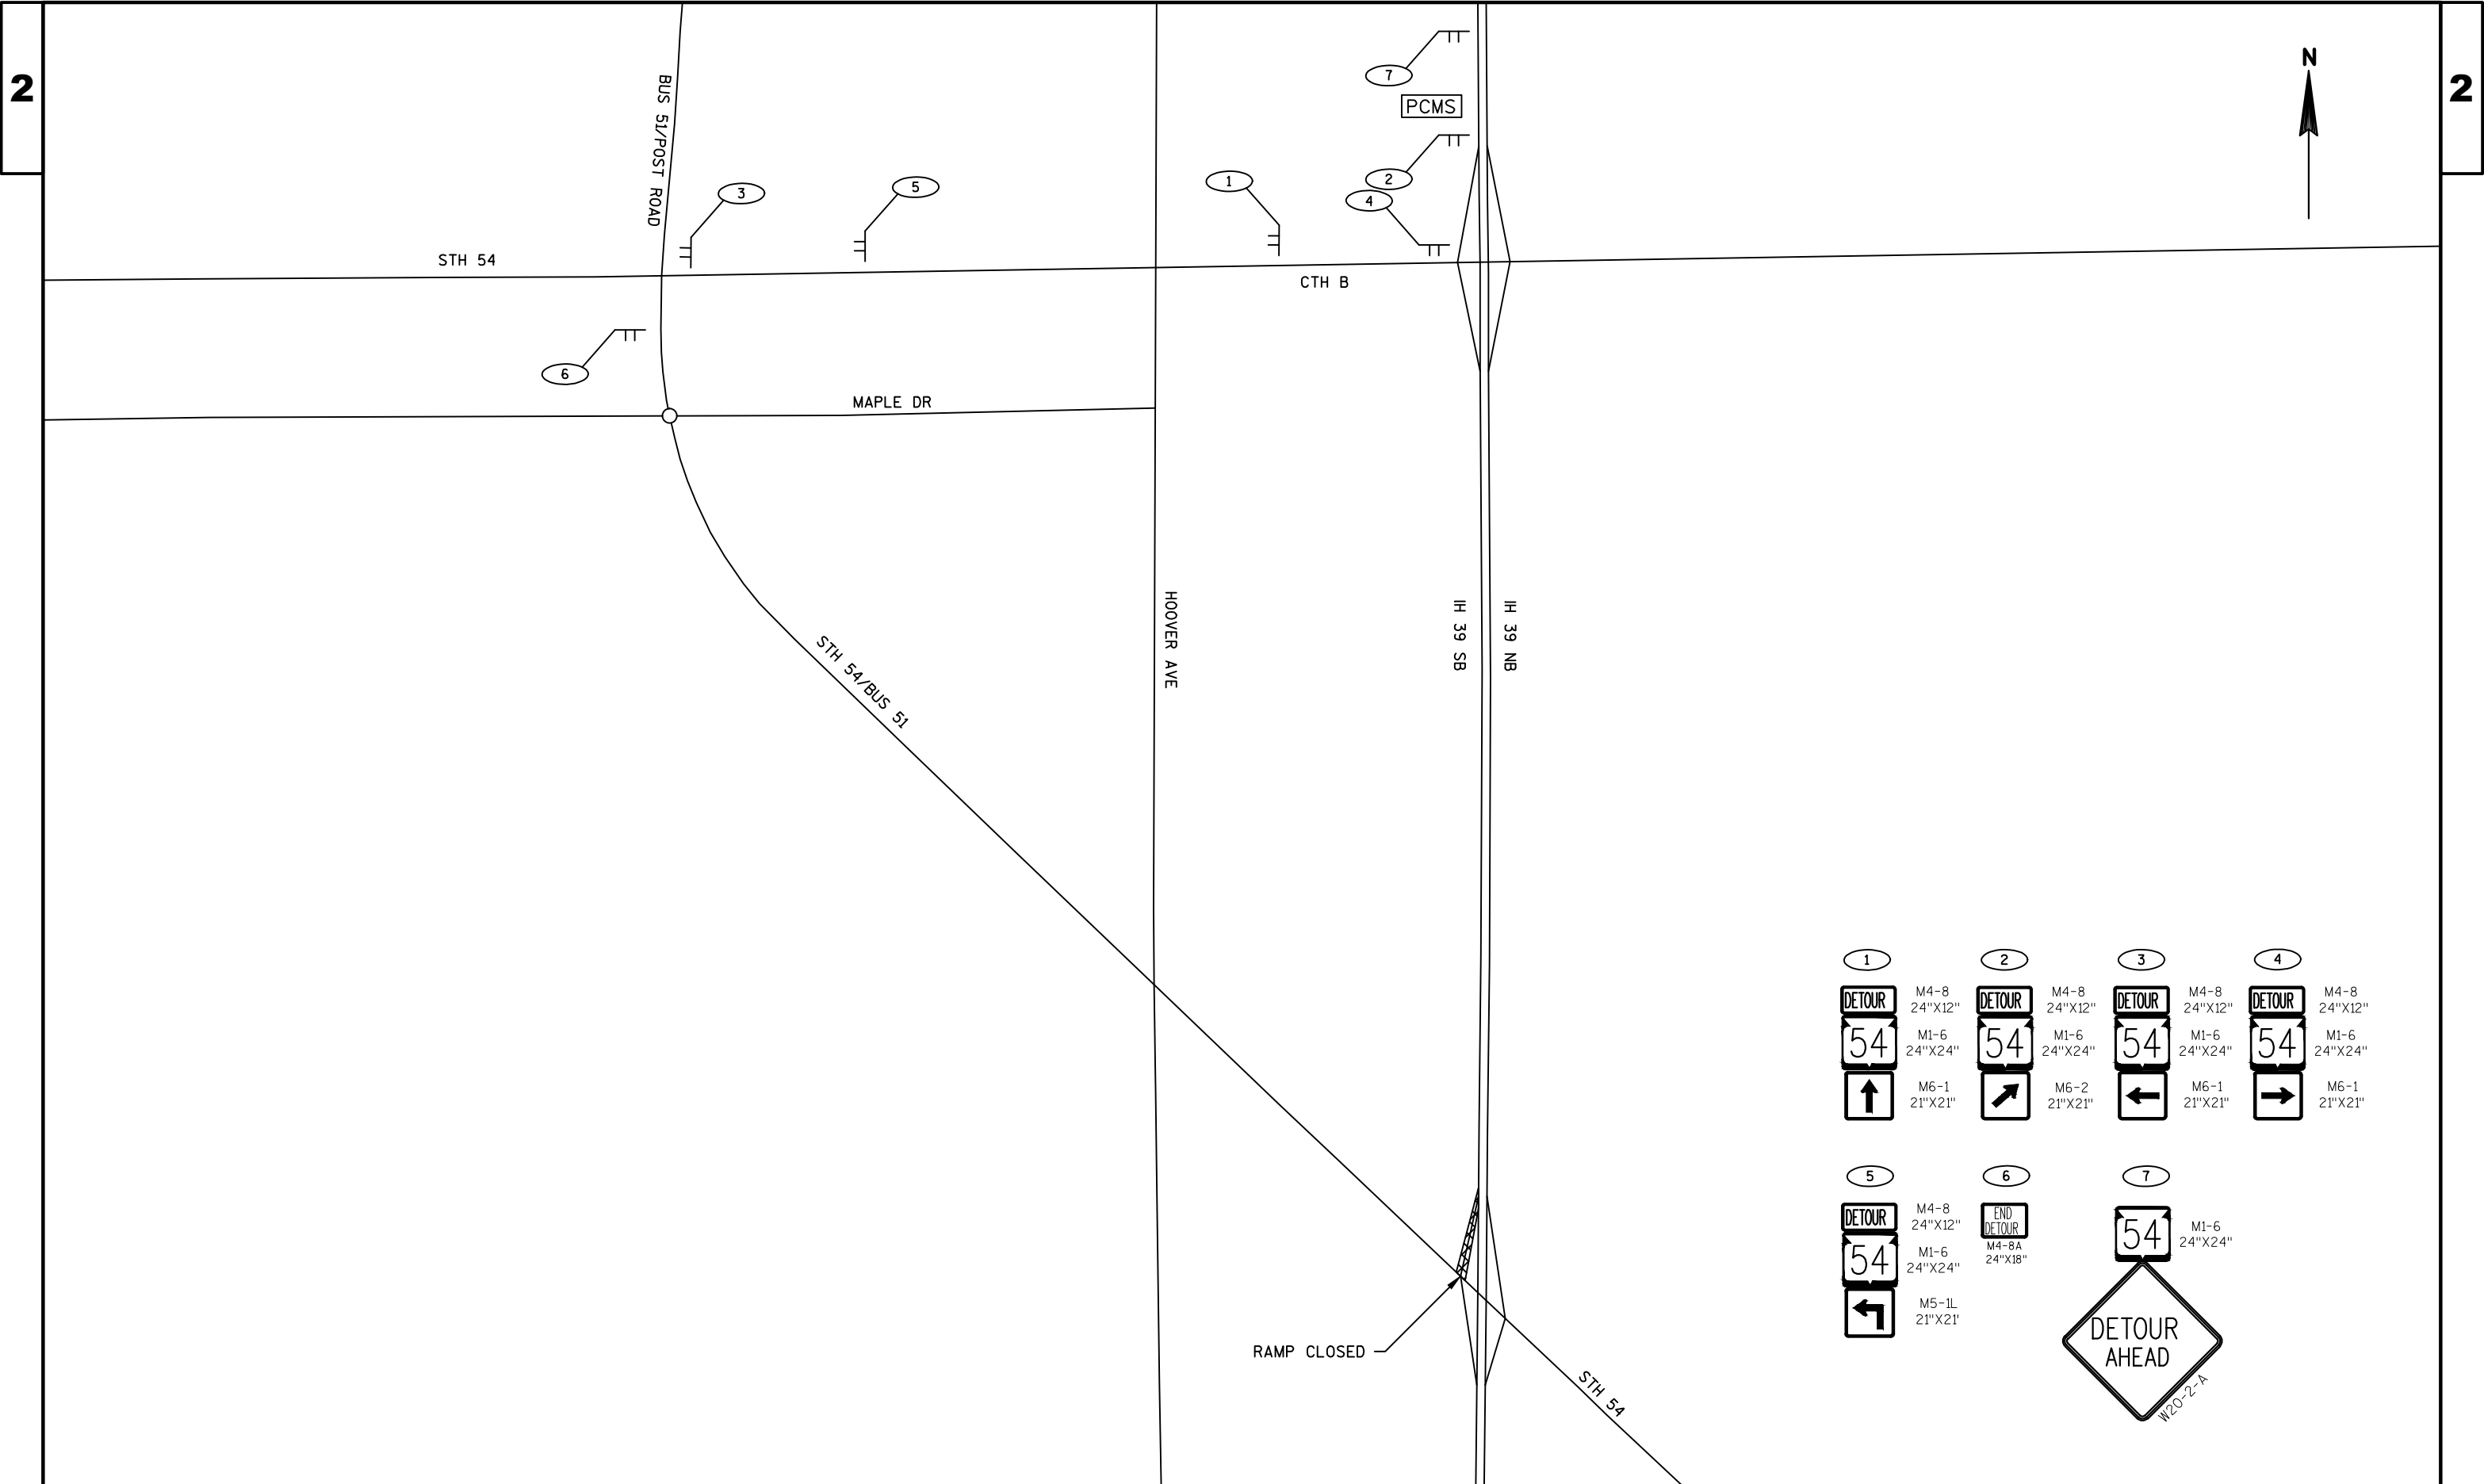 2
2
N
7
PCMS
2
4
1
5
3
BUS 51/POST ROAD
STH 54
CTH B
6
MAPLE DR
HOOVER AVE
IH 39 SB
IH 39 NB
STH 54/BUS 51
RAMP CLOSED
STH 54
1
DETOUR
M4-8
24"X12"
54
M1-6
24"X24"
M6-1
21"X21"
2
DETOUR
M4-8
24"X12"
54
M1-6
24"X24"
M6-2
21"X21"
3
DETOUR
M4-8
24"X12"
54
M1-6
24"X24"
M6-1
21"X21"
4
DETOUR
M4-8
24"X12"
54
M1-6
24"X24"
M6-1
21"X21"
5
DETOUR
M4-8
24"X12"
54
M1-6
24"X24"
M5-1L
21"X21'
6
END
DETOUR
M4-8A
24"X18"
7
54
M1-6
24"X24"
DETOUR
AHEAD
W20-2-A